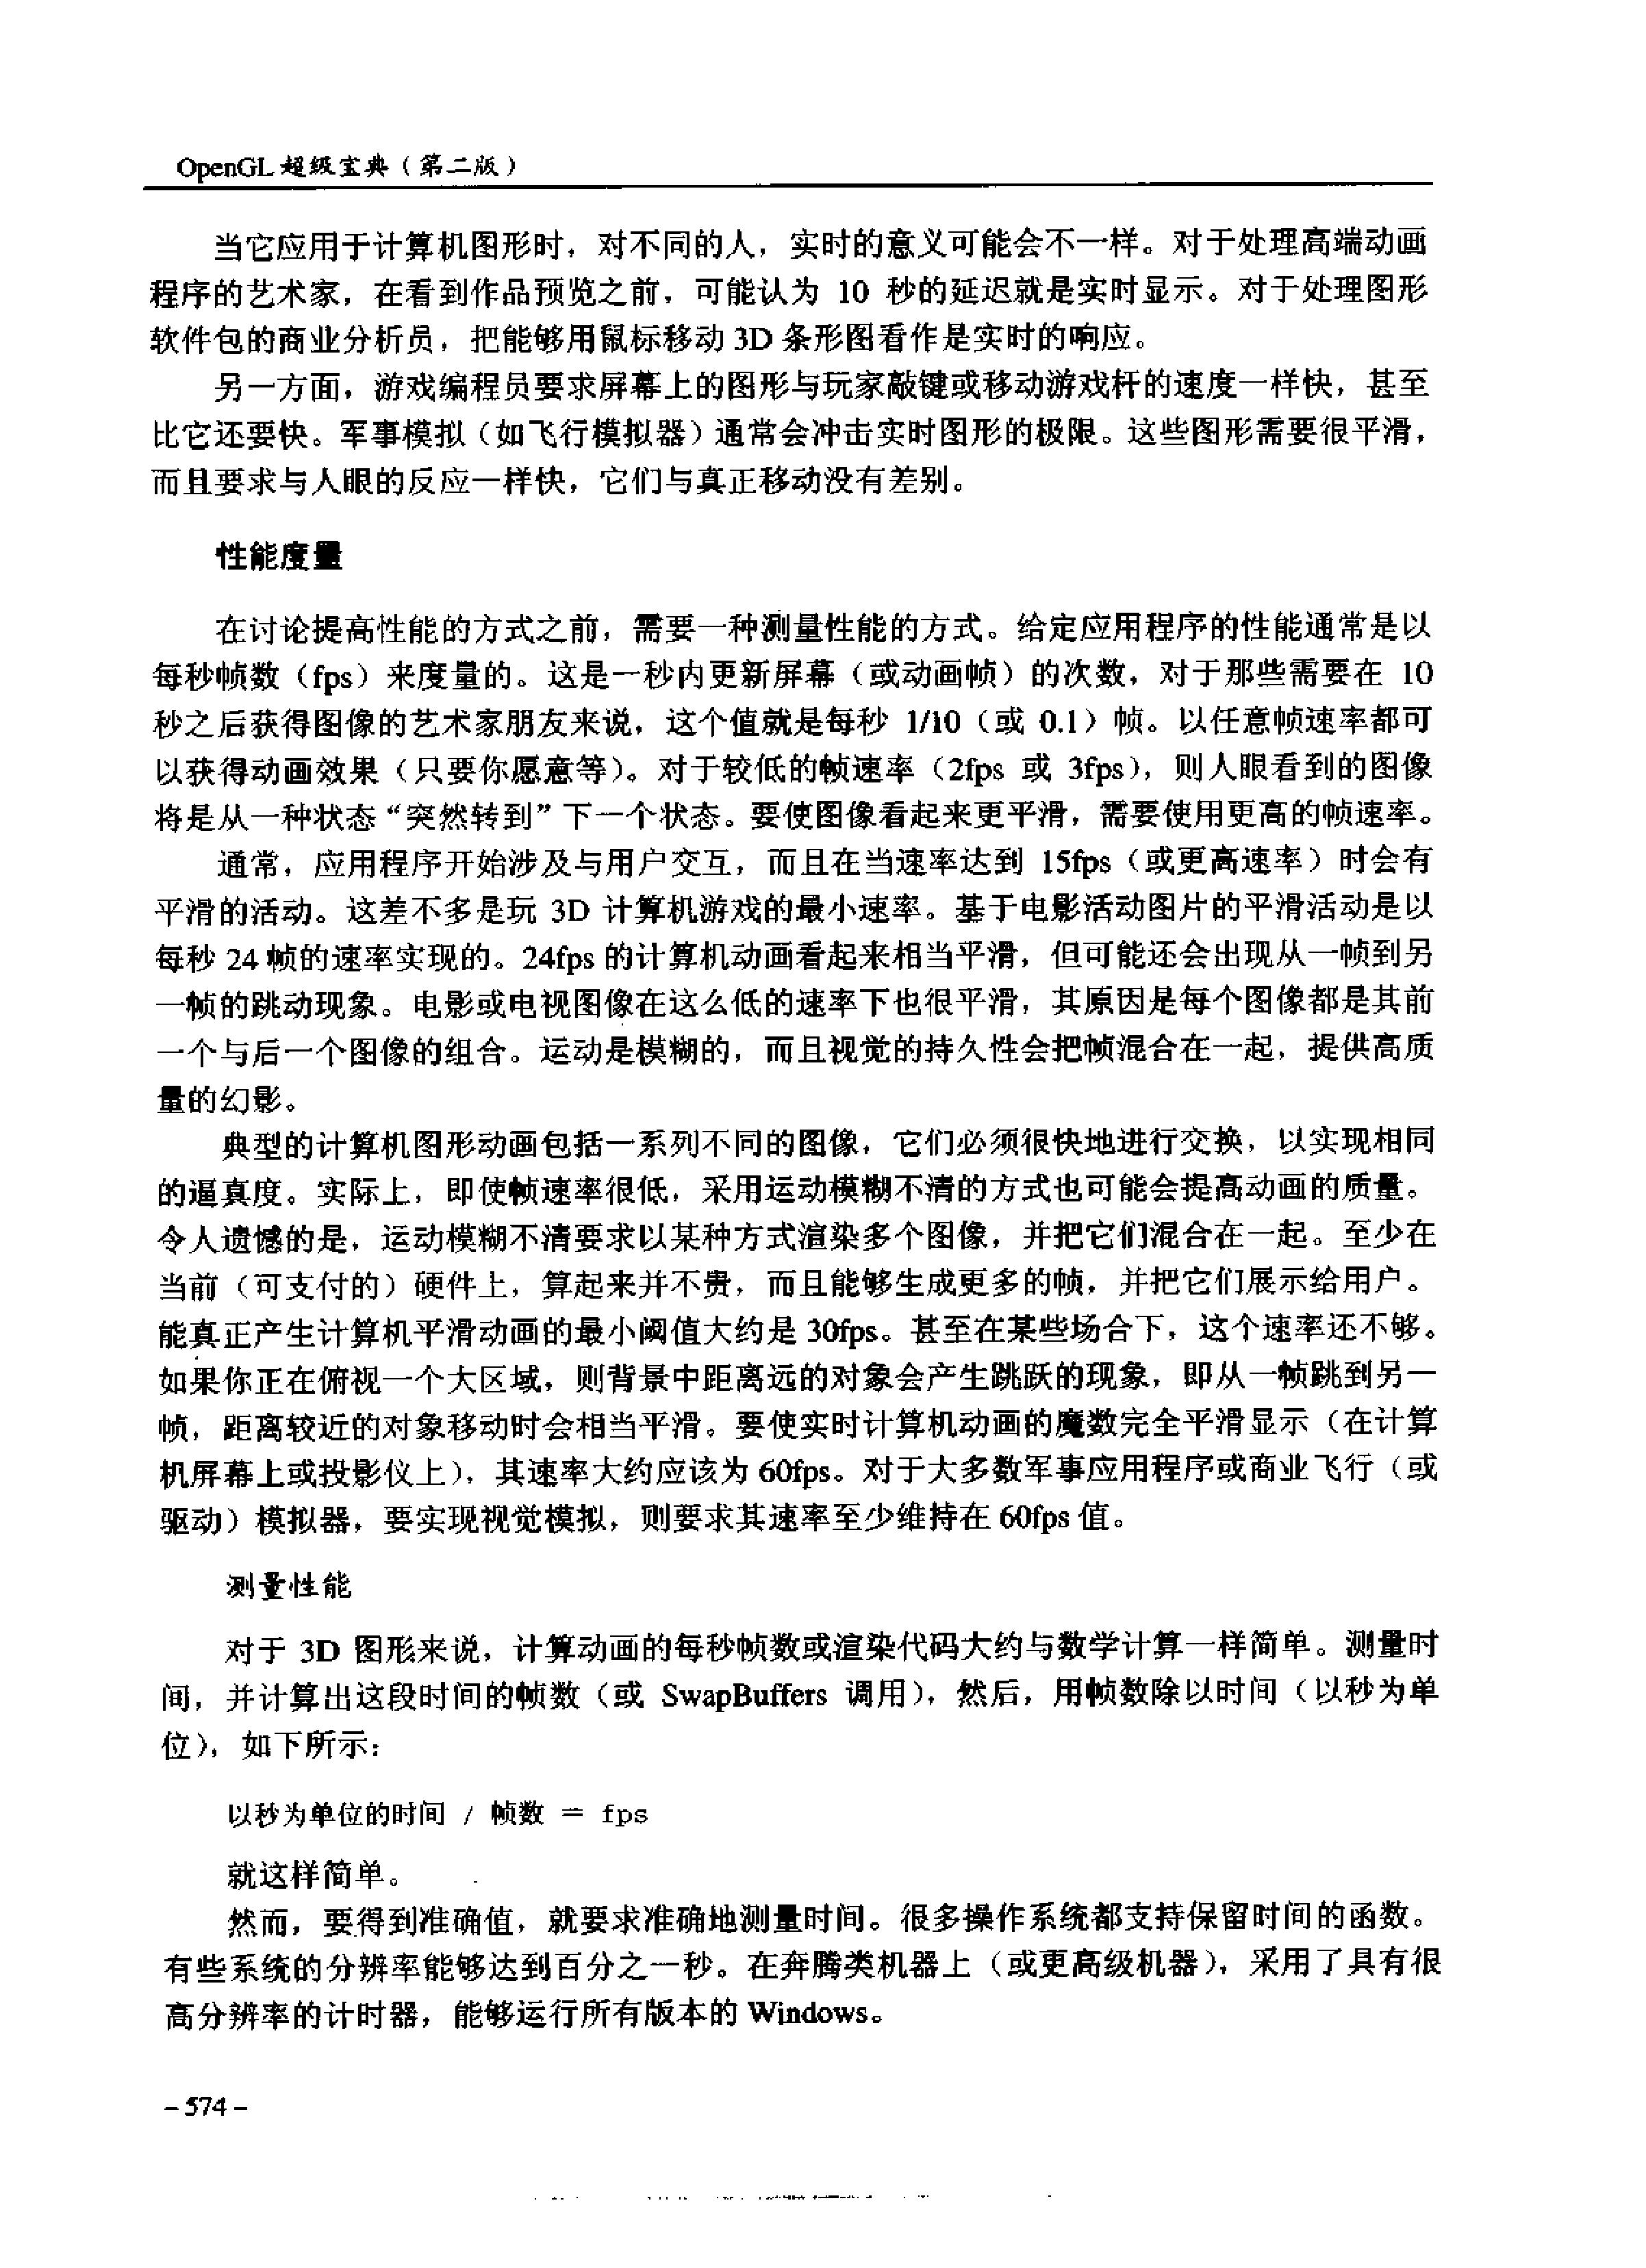 OpenGL 超级宝典（第二版）
当它应用于计算机图形时，对不同的人，实时的意义可能会不一样。对于处理高端动画
程序的艺术家，在看到作品预览之前，可能认为 10 秒的延迟就是实时显示。对于处理图形
软件包的商业分析员，把能够用鼠标移动 3D 条形图看作是实时的响应。
另一方面，游戏编程员要求屏幕上的图形与玩家敲键或移动游戏杆的速度一样快，甚至
比它还要快。军事模拟（如飞行模拟器）通常会冲击实时图形的极限。这些图形需要很平滑，
而且要求与人眼的反应一样快，它们与真正移动没有差别。
性能度量
在讨论提高性能的方式之前，需要一种测量性能的方式。给定应用程序的性能通常是以
每秒帧数（fps）来度量的。这是一秒内更新屏幕（或动画帧）的次数，对于那些需要在 10
秒之后获得图像的艺术家朋友来说，这个值就是每秒 1/10（或 0.1）帧。以任意帧速率都可
以获得动画效果（只要你愿意等）。对于较低的帧速率（2fps 或 3fps），则人眼看到的图像
将是从一种状态“突然转到”下一个状态。要使图像看起来更平滑，需要使用更高的帧速率。
通常，应用程序开始涉及与用户交互，而且在当速率达到 15fps（或更高速率）时会有
平滑的活动。这差不多是玩 3D 计算机游戏的最小速率。基于电影活动图片的平滑活动是以
每秒 24 帧的速率实现的。24fps 的计算机动画看起来相当平滑，但可能还会出现从一帧到另
一帧的跳动现象。电影或电视图像在这么低的速率下也很平滑，其原因是每个图像都是其前
一个与后一个图像的组合。运动是模糊的，而且视觉的持久性会把帧混合在一起，提供高质
量的幻影。
典型的计算机图形动画包括一系列不同的图像，它们必须很快地进行交换，以实现相同
的逼真度。实际上，即使帧速率很低，采用运动模糊不清的方式也可能会提高动画的质量。
令人遗憾的是，运动模糊不清要求以某种方式渲染多个图像，并把它们混合在一起。至少在
当前（可支付的）硬件上，算起来并不贵，而且能够生成更多的帧，并把它们展示给用户。
能真正产生计算机平滑动画的最小阈值大约是 30fps。甚至在某些场合下，这个速率还不够。
如果你正在俯视一个大区域，则背景中距离远的对象会产生跳跃的现象，即从一帧跳到另一
帧，距离较近的对象移动时会相当平滑。要使实时计算机动画的魔数完全平滑显示（在计算
机屏幕上或投影仪上），其速率大约应该为 60fps。对于大多数军事应用程序或商业飞行（或
驱动）模拟器，要实现视觉模拟，则要求其速率至少维持在 60fps 值。
测量性能
对于 3D 图形来说，计算动画的每秒帧数或渲染代码大约与数学计算一样简单。测量时
间，并计算出这段时间的帧数（或 SwapBuffers 调用），然后，用帧数除以时间（以秒为单
位），如下所示：
以秒为单位的时间 / 帧数 = fps
就这样简单。
然而，要得到准确值，就要求准确地测量时间。很多操作系统都支持保留时间的函数。
有些系统的分辨率能够达到百分之一秒。在奔腾类机器上（或更高级机器），采用了具有很
高分辨率的计时器，能够运行所有版本的 Windows。
- 574 -